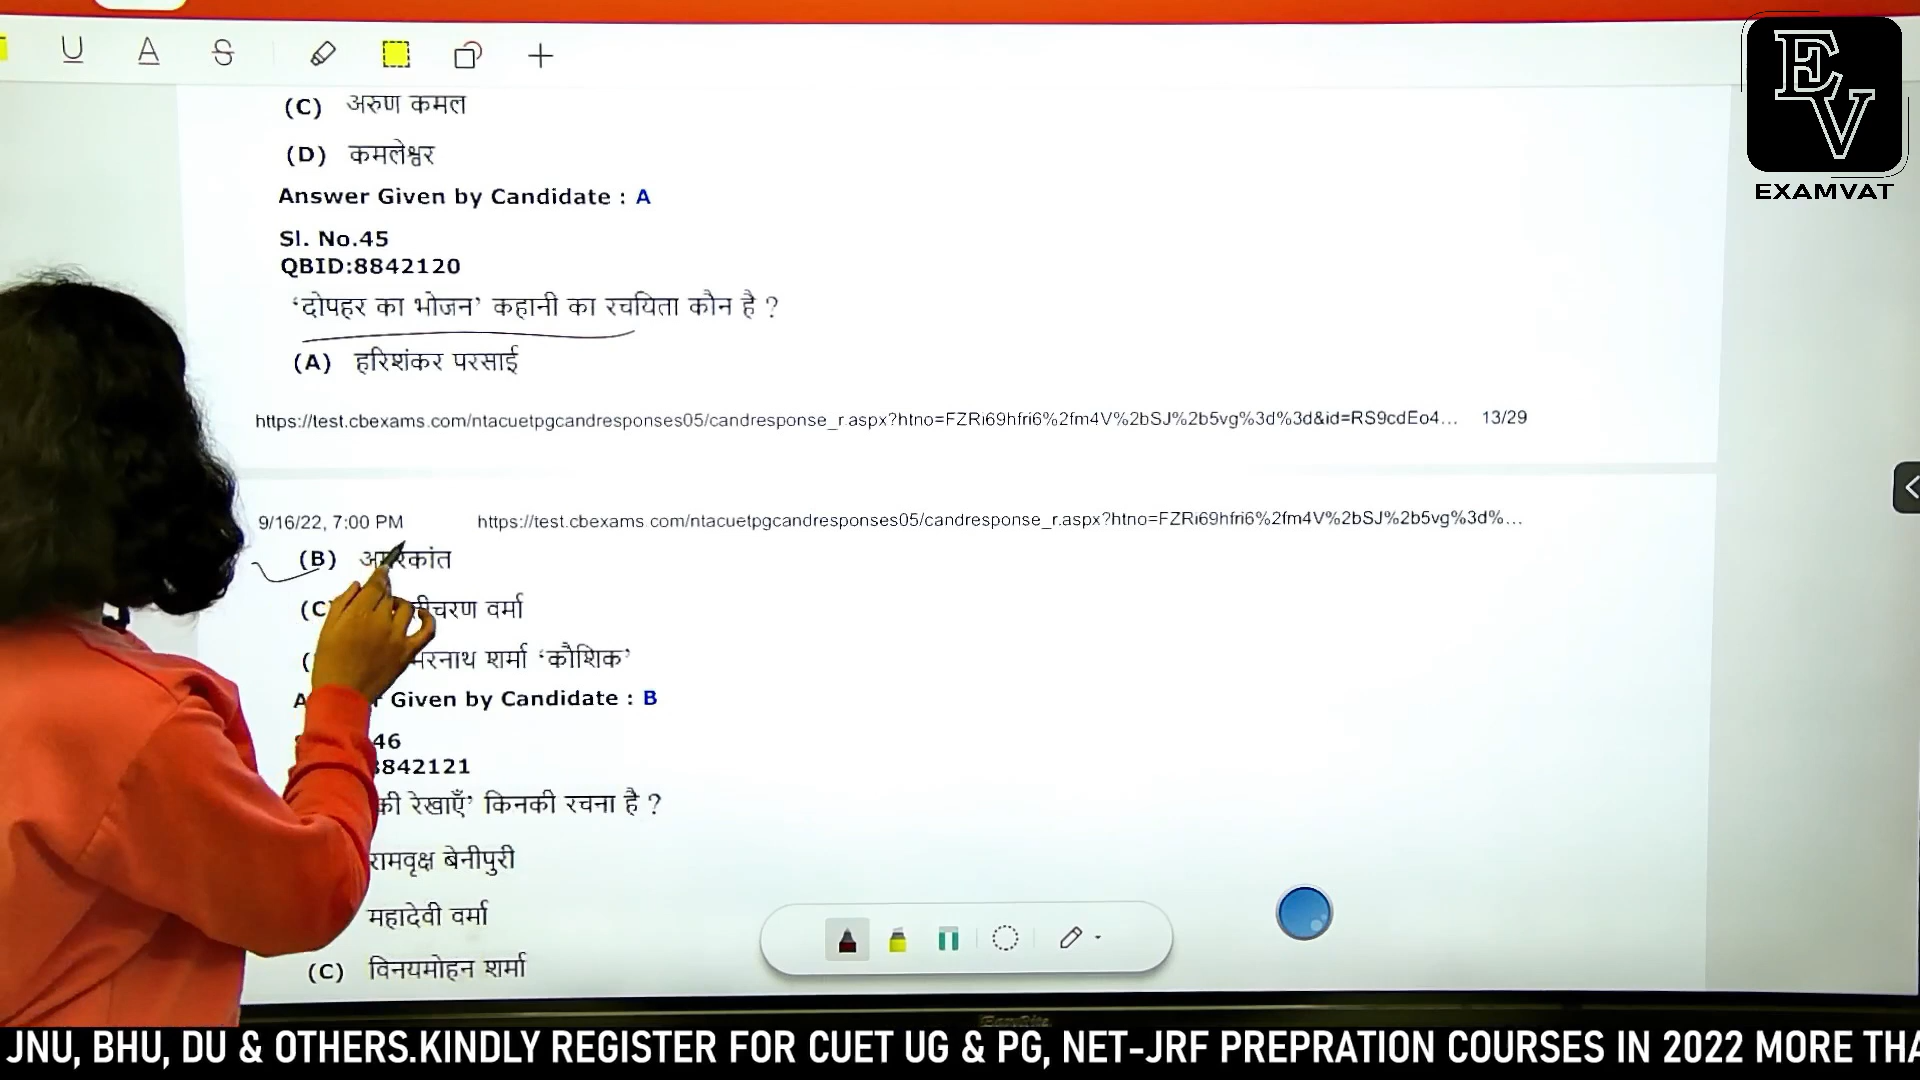 U A S
(C) अरुण कमल
(D) कमलेश्वर
Answer Given by Candidate : A
Sl. No.45
QBID:8842120
‘दोपहर का भोजन’ कहानी का रचयिता कौन है ?
(A) हरिशंकर परसाई
https://test.cbexams.com/ntacuetpgcandresponses05/candresponse_r.aspx?htno=FZRi69hfri6%2fm4V%2bSJ%2b5vg%3d%3d&id=RS9cdEo4... 13/29
9/16/22, 7:00 PM https://test.cbexams.com/ntacuetpgcandresponses05/candresponse_r.aspx?htno=FZRi69hfri6%2fm4V%2bSJ%2b5vg%3d%...
(B) अमरकांत
(C) चरण वर्मा
शर्मा ‘कौशिक’
Given by Candidate : B
46
8842121
की रेखाएँ’ किनकी रचना है ?
रामवृक्ष बेनीपुरी
महादेवी वर्मा
(C) विनयमोहन शर्मा
EV
EXAMVAT
JNU, BHU, DU & OTHERS.KINDLY REGISTER FOR CUET UG & PG, NET-JRF PREPRATION COURSES IN 2022 MORE THA